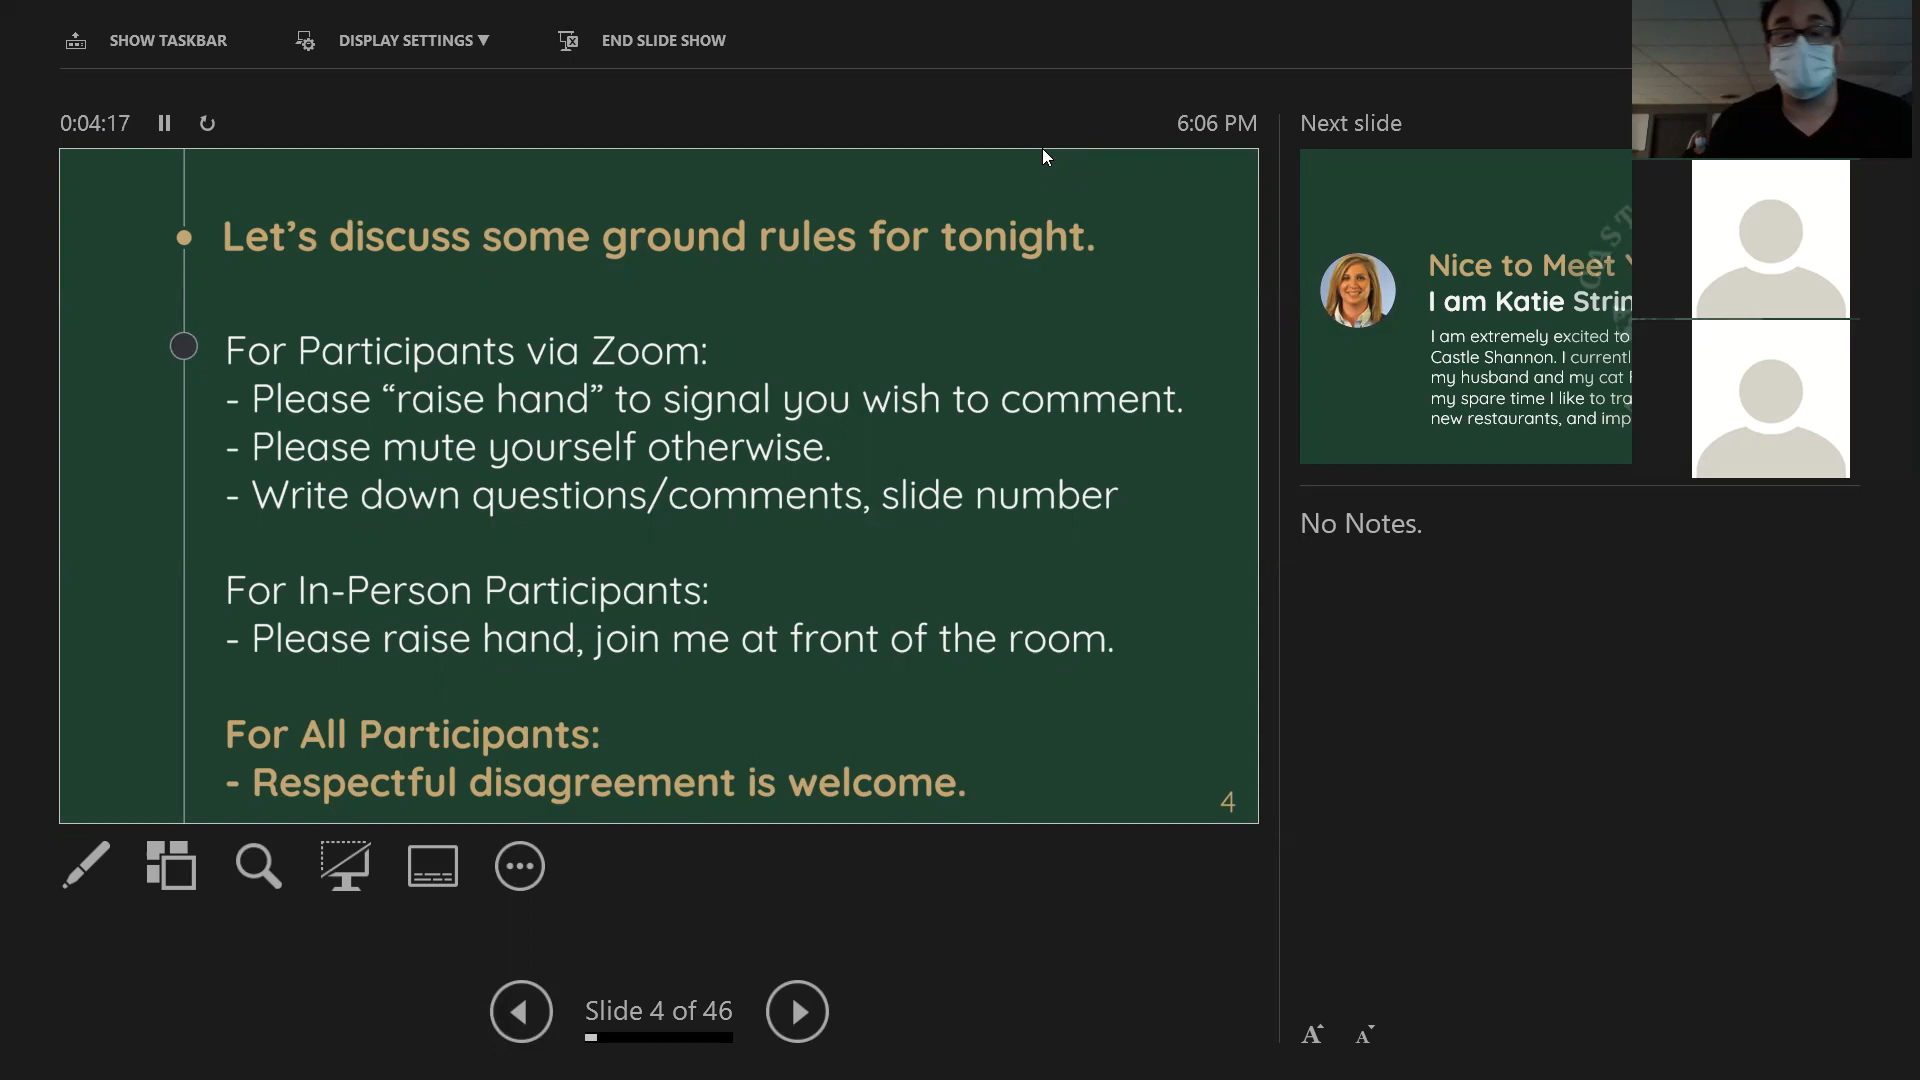 SHOW TASKBAR
DISPLAY SETTINGS ▼
END SLIDE SHOW
0:04:17
6:06 PM
Next slide
Let’s discuss some ground rules for tonight.
For Participants via Zoom:
- Please “raise hand” to signal you wish to comment.
- Please mute yourself otherwise.
- Write down questions/comments, slide number
For In-Person Participants:
- Please raise hand, join me at front of the room.
For All Participants:
- Respectful disagreement is welcome.
4
Nice to Meet
I am Katie
I am extremely excited to
Castle Shannon. I
my husband and my cat
my spare time I like to
new restaurants, and
No Notes.
Slide 4 of 46
A A